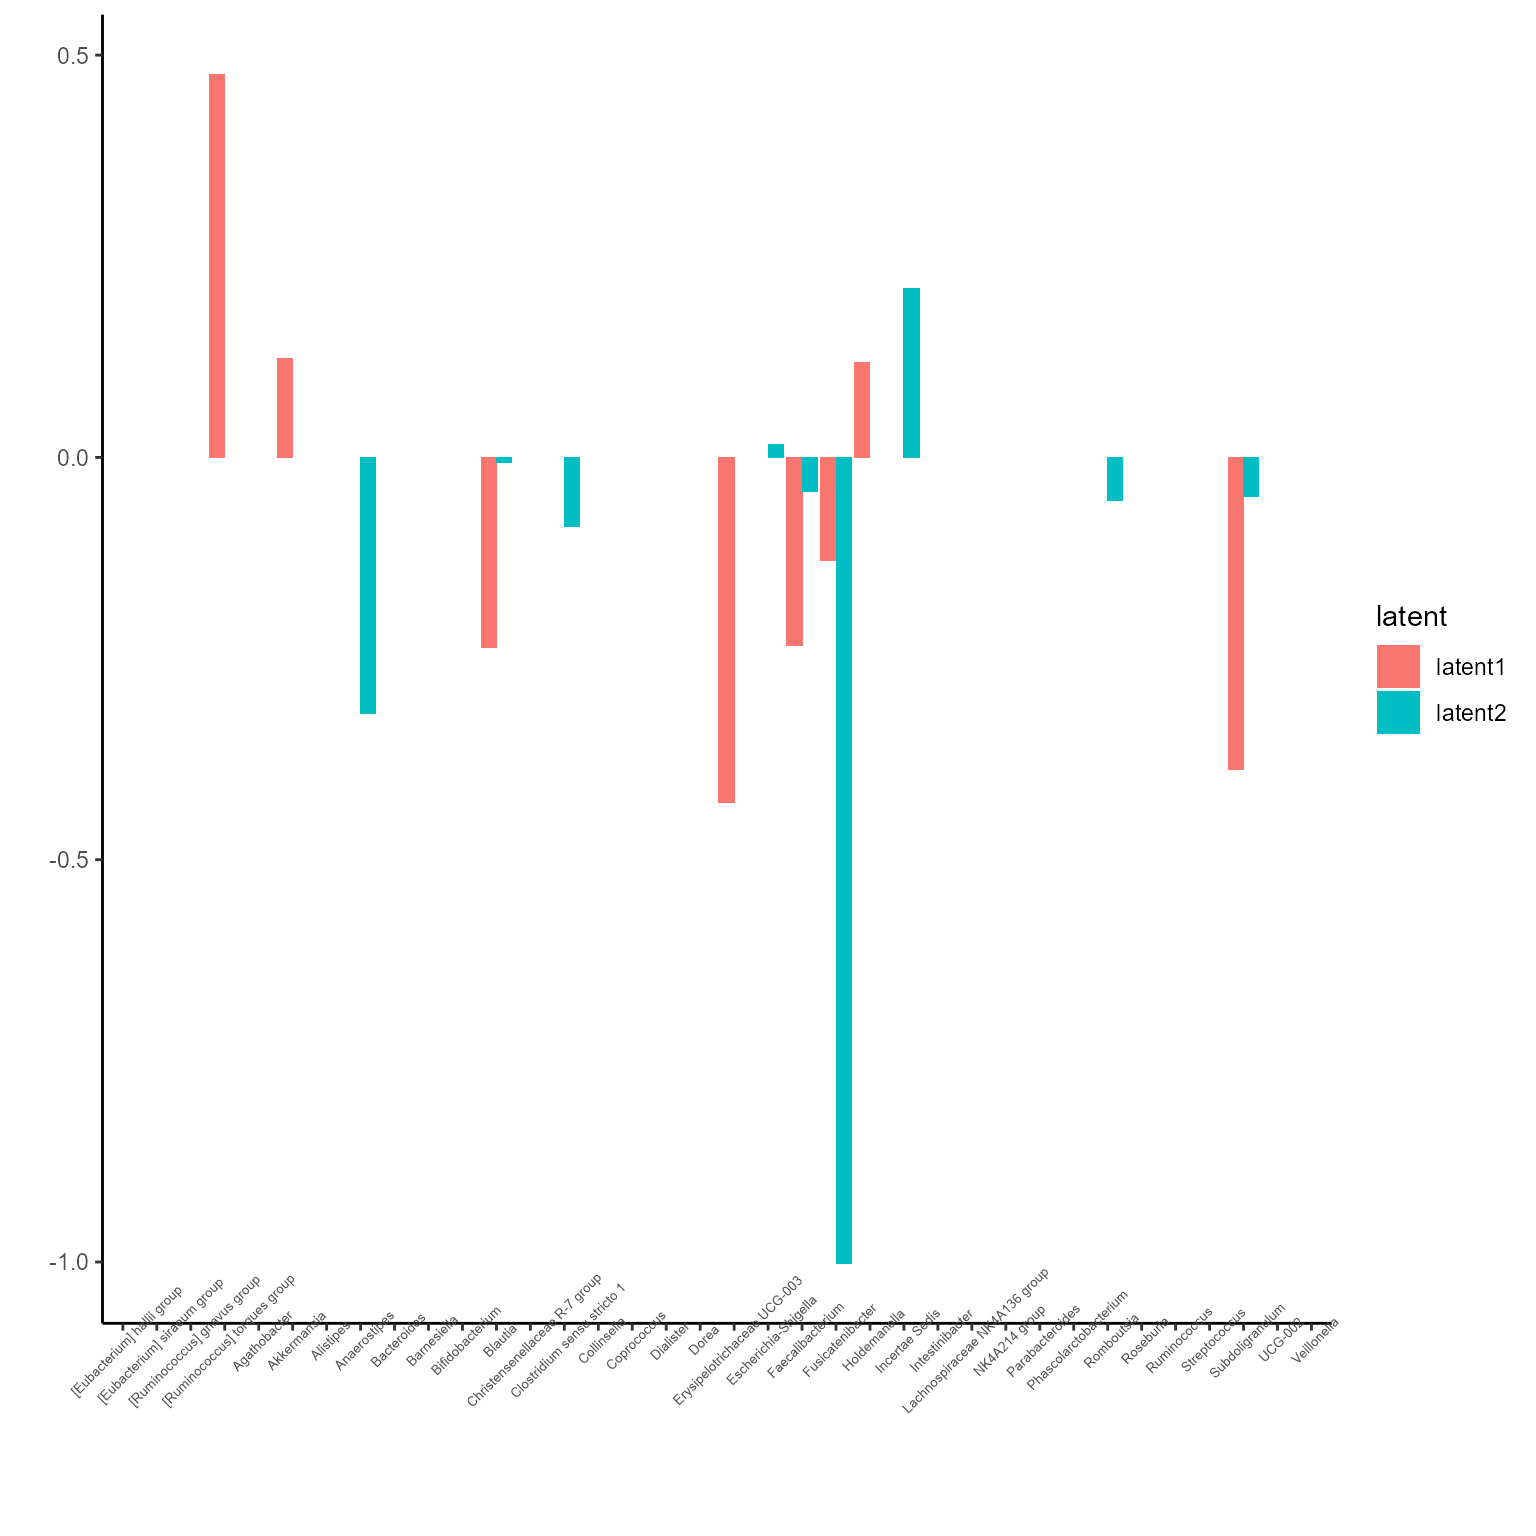 0.5
0.0
-0.5
-1.0
[Eubacterium] hallii group
[Eubacterium] siraeum group
[Ruminococcus] gnavus group
[Ruminococcus] torques group
Agathobacter
Akkermansia
Alistipes
Anaerostipes
Bacteroides
Barnesiella
Bifidobacterium
Blautia
Christensenellaceae R-7 group
Clostridium sensu stricto 1
Collinsella
Coprococcus
Dialister
Dorea
Erysipelotrichaceae UCG-003
Escherichia-Shigella
Faecalibacterium
Fusicatenibacter
Holdemanella
Incertae Sedis
Intestinibacter
Lachnospiraceae NK4A136 group
NK4A214 group
Parabacteroides
Phascolarctobacterium
Romboutsia
Roseburia
Ruminococcus
Streptococcus
Subdoligranulum
UCG-002
Veillonella
latent
latent1
latent2